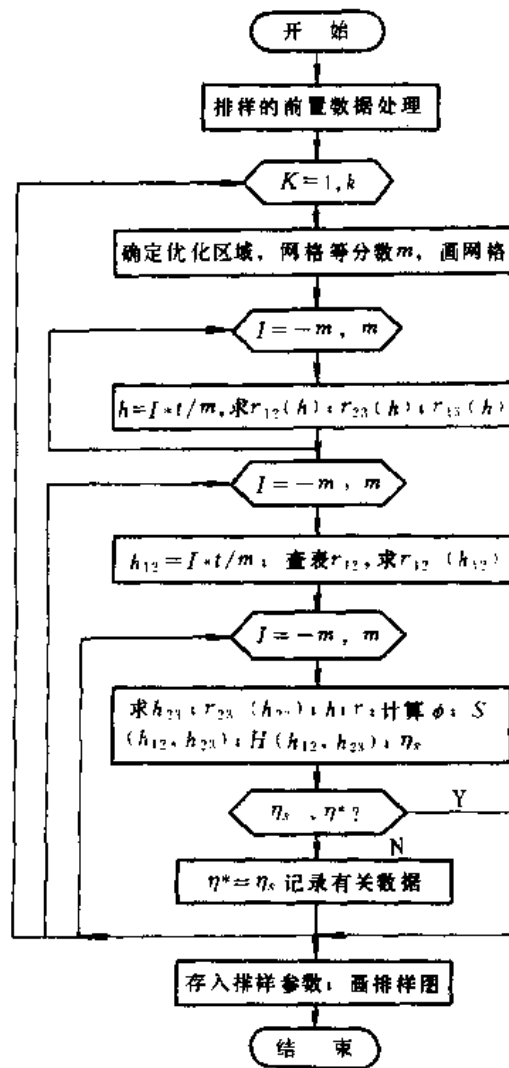 开 始
排样的前置数据处理
K=1,k
确定优化区域，网格等分数m，画网格
I=-m，m
h=I*t/m,求r₁₂(h);r₂₃(h);r₁₃(h)
I=-m，m
h₁₂=I*t/m；查表r₁₂,求r₁₂(h₁₂)
I=-m，m
求h₂₃;r₂₃(h₂₃);h;r;计算φ；S
(h₁₂,h₂₃);H(h₁₂,h₂₃);ηₛ
ηₛ η*?
Y
N
η*=ηₛ记录有关数据
存入排样参数；画排样图
结 束